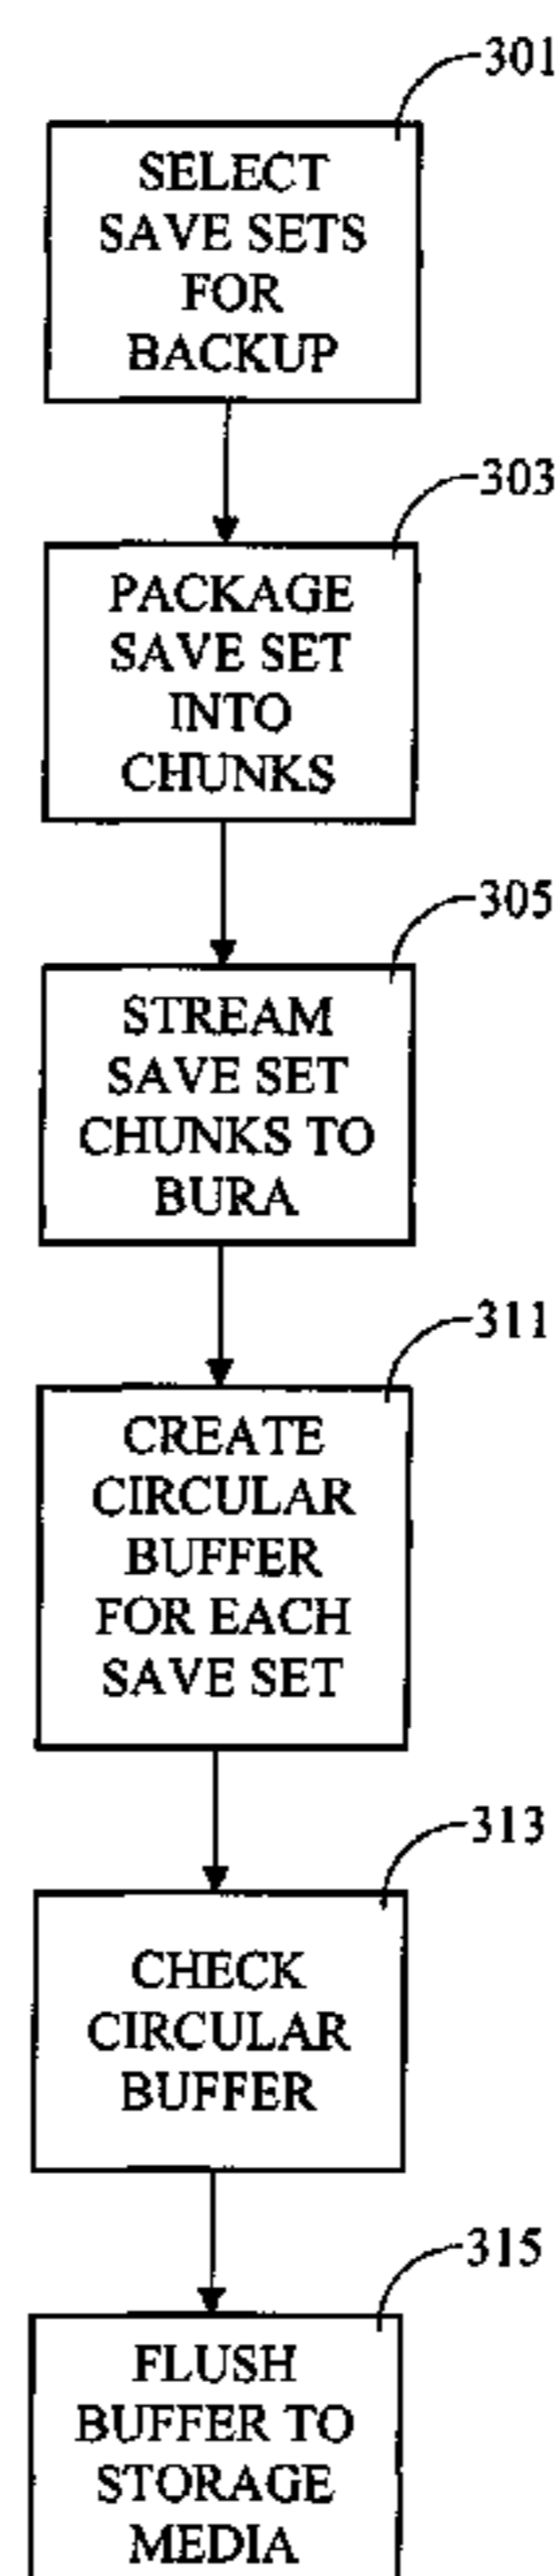 301
SELECT
SAVE SETS
FOR
BACKUP
303
PACKAGE
SAVE SET
INTO
CHUNKS
305
STREAM
SAVE SET
CHUNKS TO
BURA
311
CREATE
CIRCULAR
BUFFER
FOR EACH
SAVE SET
313
CHECK
CIRCULAR
BUFFER
315
FLUSH
BUFFER TO
STORAGE
MEDIA